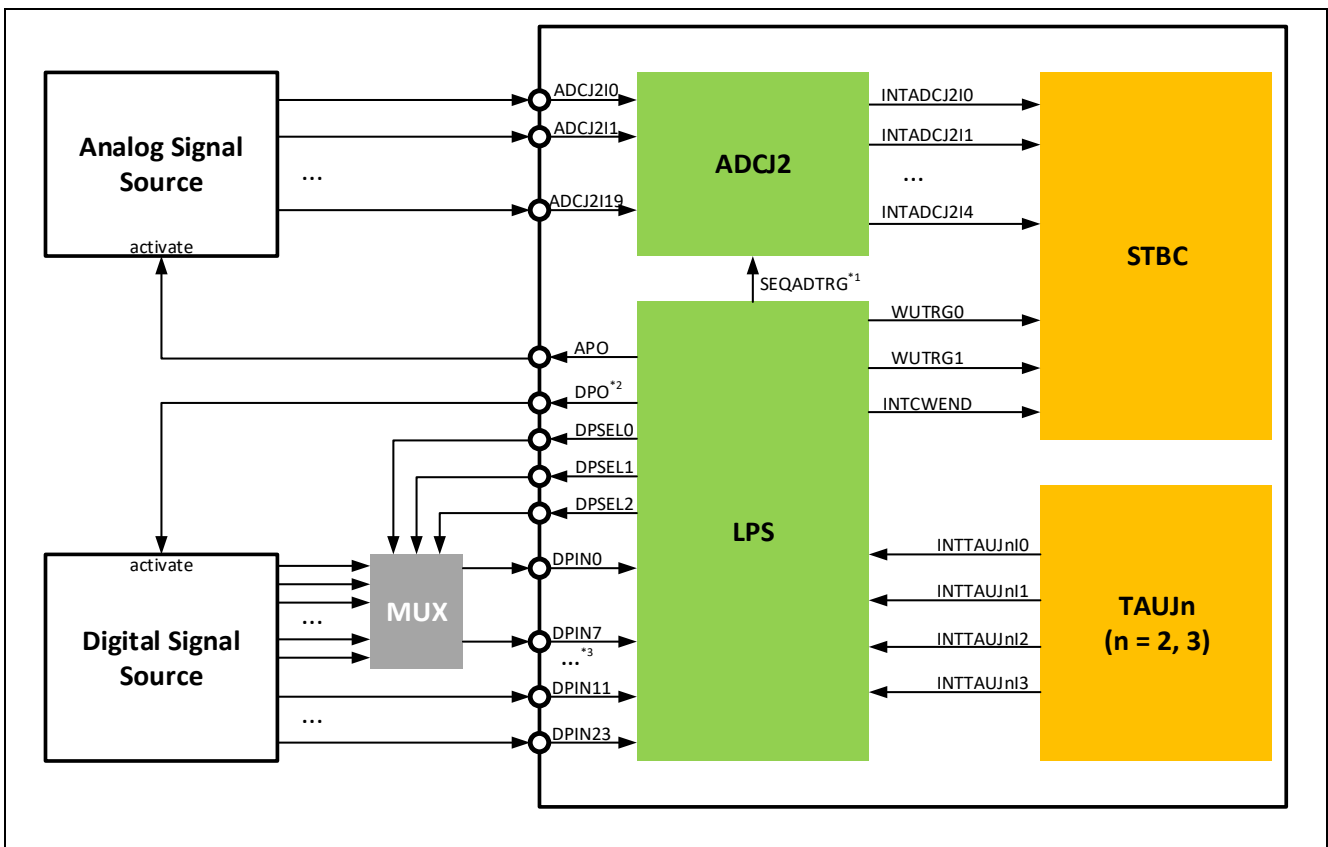 Analog Signal
Source
activate
...
ADCJ2I0
ADCJ2I1
ADCJ2I19
ADCJ2
INTADCJ2I0
INTADCJ2I1
...
INTADCJ2I4
STBC
SEQADTRG*1
WUTRG0
WUTRG1
INTCWEND
APO
DPO*2
DPSEL0
DPSEL1
DPSEL2
LPS
DPIN0
DPIN7
...*3
DPIN11
DPIN23
activate
Digital Signal
Source
...
MUX
...
INTTAUJnI0
INTTAUJnI1
INTTAUJnI2
INTTAUJnI3
TAUJn
(n = 2, 3)